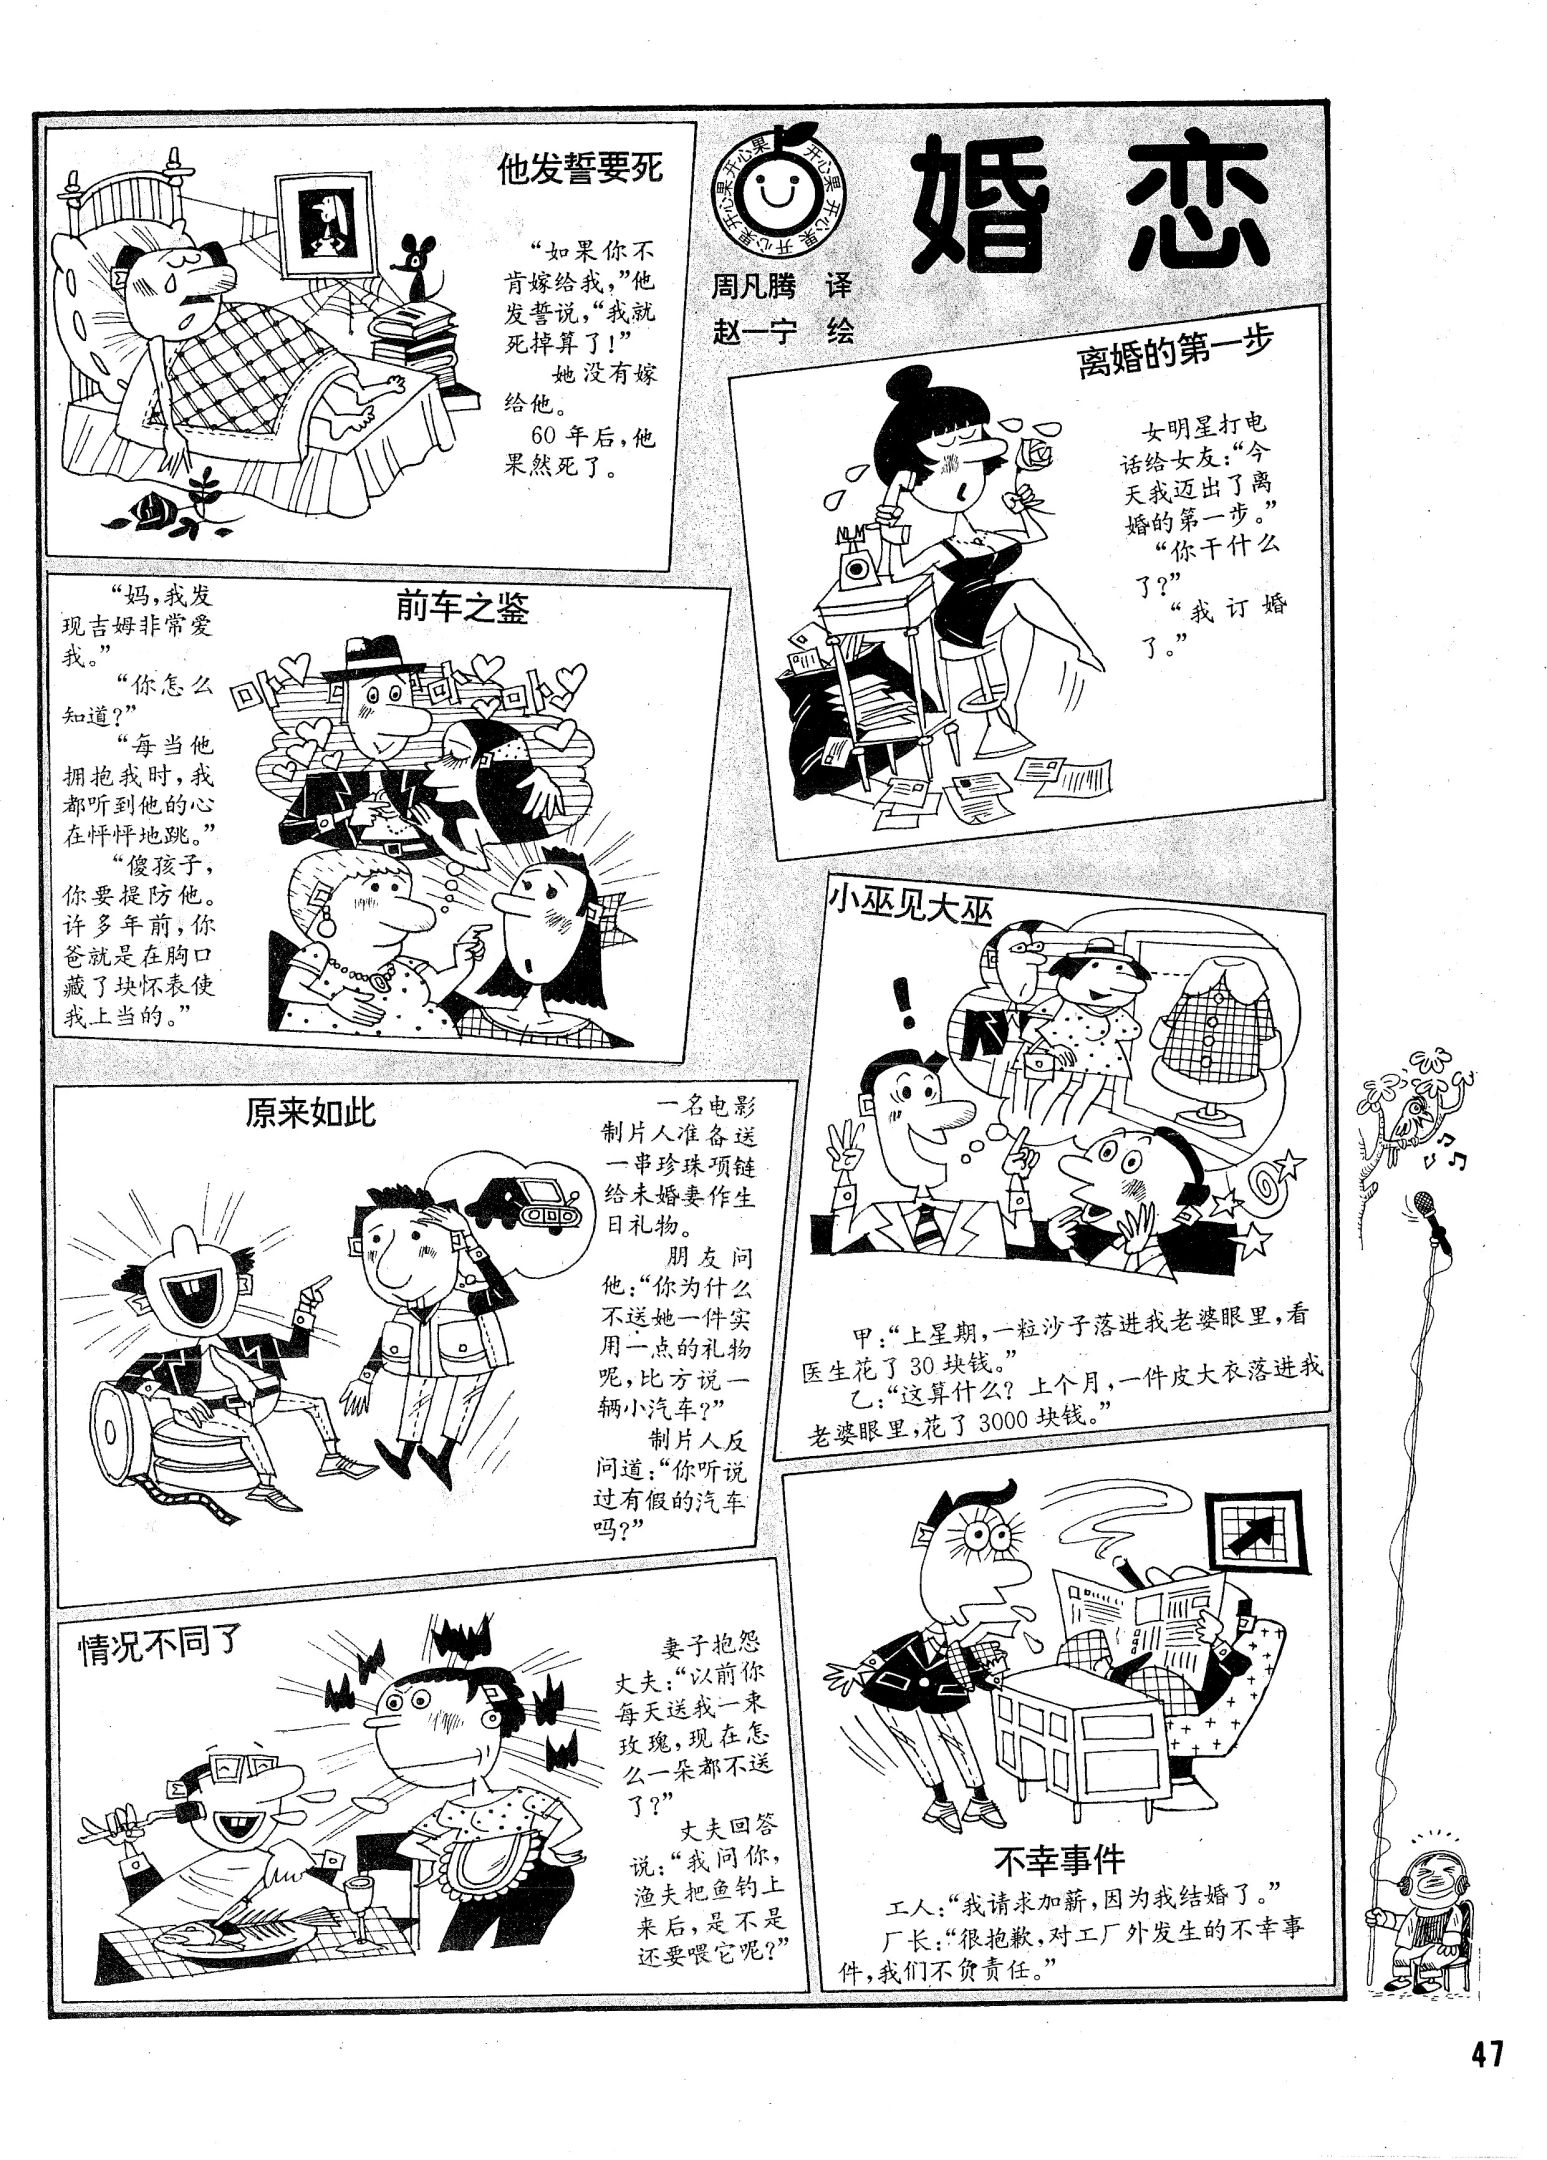 婚恋
开心果 开心果 开心果 开心果 开心果
周凡腾 译
赵一宁 绘
他发誓要死
“如果你不
肯嫁给我,”他
发誓说,“我就
死掉算了!”
她没有嫁
给他。
60年后,他
果然死了。
离婚的第一步
女明星打电
话给女友:“今
天我迈出了离
婚的第一步。”
“你干什么
了?”
“我订婚
了。”
前车之鉴
“妈,我发
现吉姆非常爱
我。”
“你怎么
知道?”
“每当他
拥抱我时,我
都听到他的心
在怦怦地跳。”
“傻孩子,
你要提防他。
许多年前,你
爸就是在胸口
藏了块怀表使
我上当的。”
小巫见大巫
!
甲:“上星期,一粒沙子落进我老婆眼里,看
医生花了30块钱。”
乙:“这算什么?上个月,一件皮大衣落进我
老婆眼里,花了3000块钱。”
原来如此
一名电影
制片人准备送
一串珍珠项链
给未婚妻作生
日礼物。
朋友问
他:“你为什么
不送她一件实
用一点的礼物
呢,比方说一
辆小汽车?”
制片人反
问道:“你听说
过有假的汽车
吗?”
情况不同了
妻子抱怨
丈夫:“以前你
每天送我一束
玫瑰,现在怎
么一朵都不送
了?”
丈夫回答
说:“我问你,
渔夫把鱼钓上
来后,是不是
还要喂它呢?”
不幸事件
工人:“我请求加薪,因为我结婚了。”
厂长:“很抱歉,对工厂外发生的不幸事
件,我们不负责任。”
47